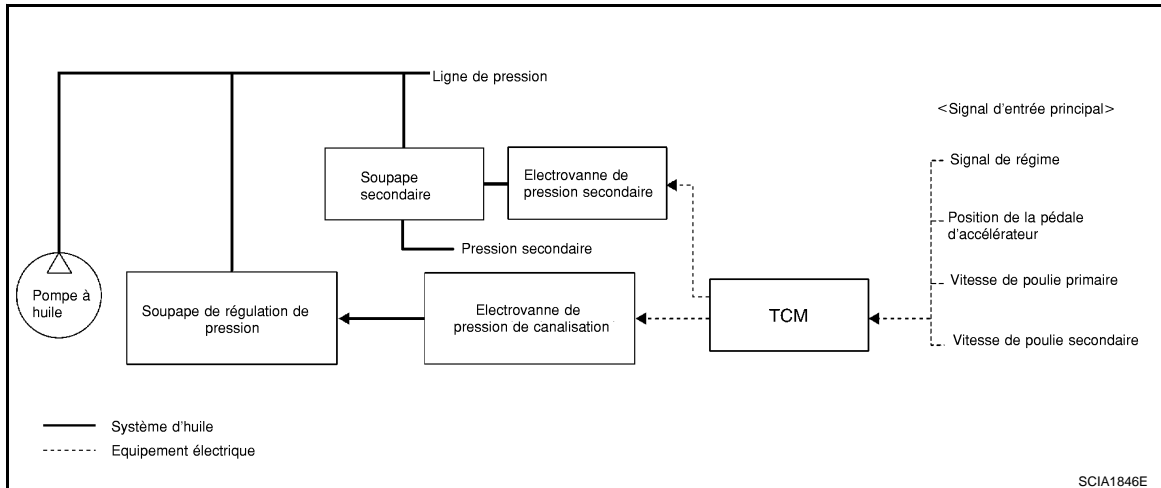 Ligne de pression
<Signal d'entrée principal>
Signal de régime
Soupape
secondaire
Electrovanne de
pression secondaire
Position de la pédale
d'accélérateur
Pression secondaire
Pompe à
huile
Soupape de régulation de
pression
Electrovanne de
pression de canalisation
TCM
Vitesse de poulie primaire
Vitesse de poulie secondaire
Système d'huile
Equipement électrique
SCIA1846E